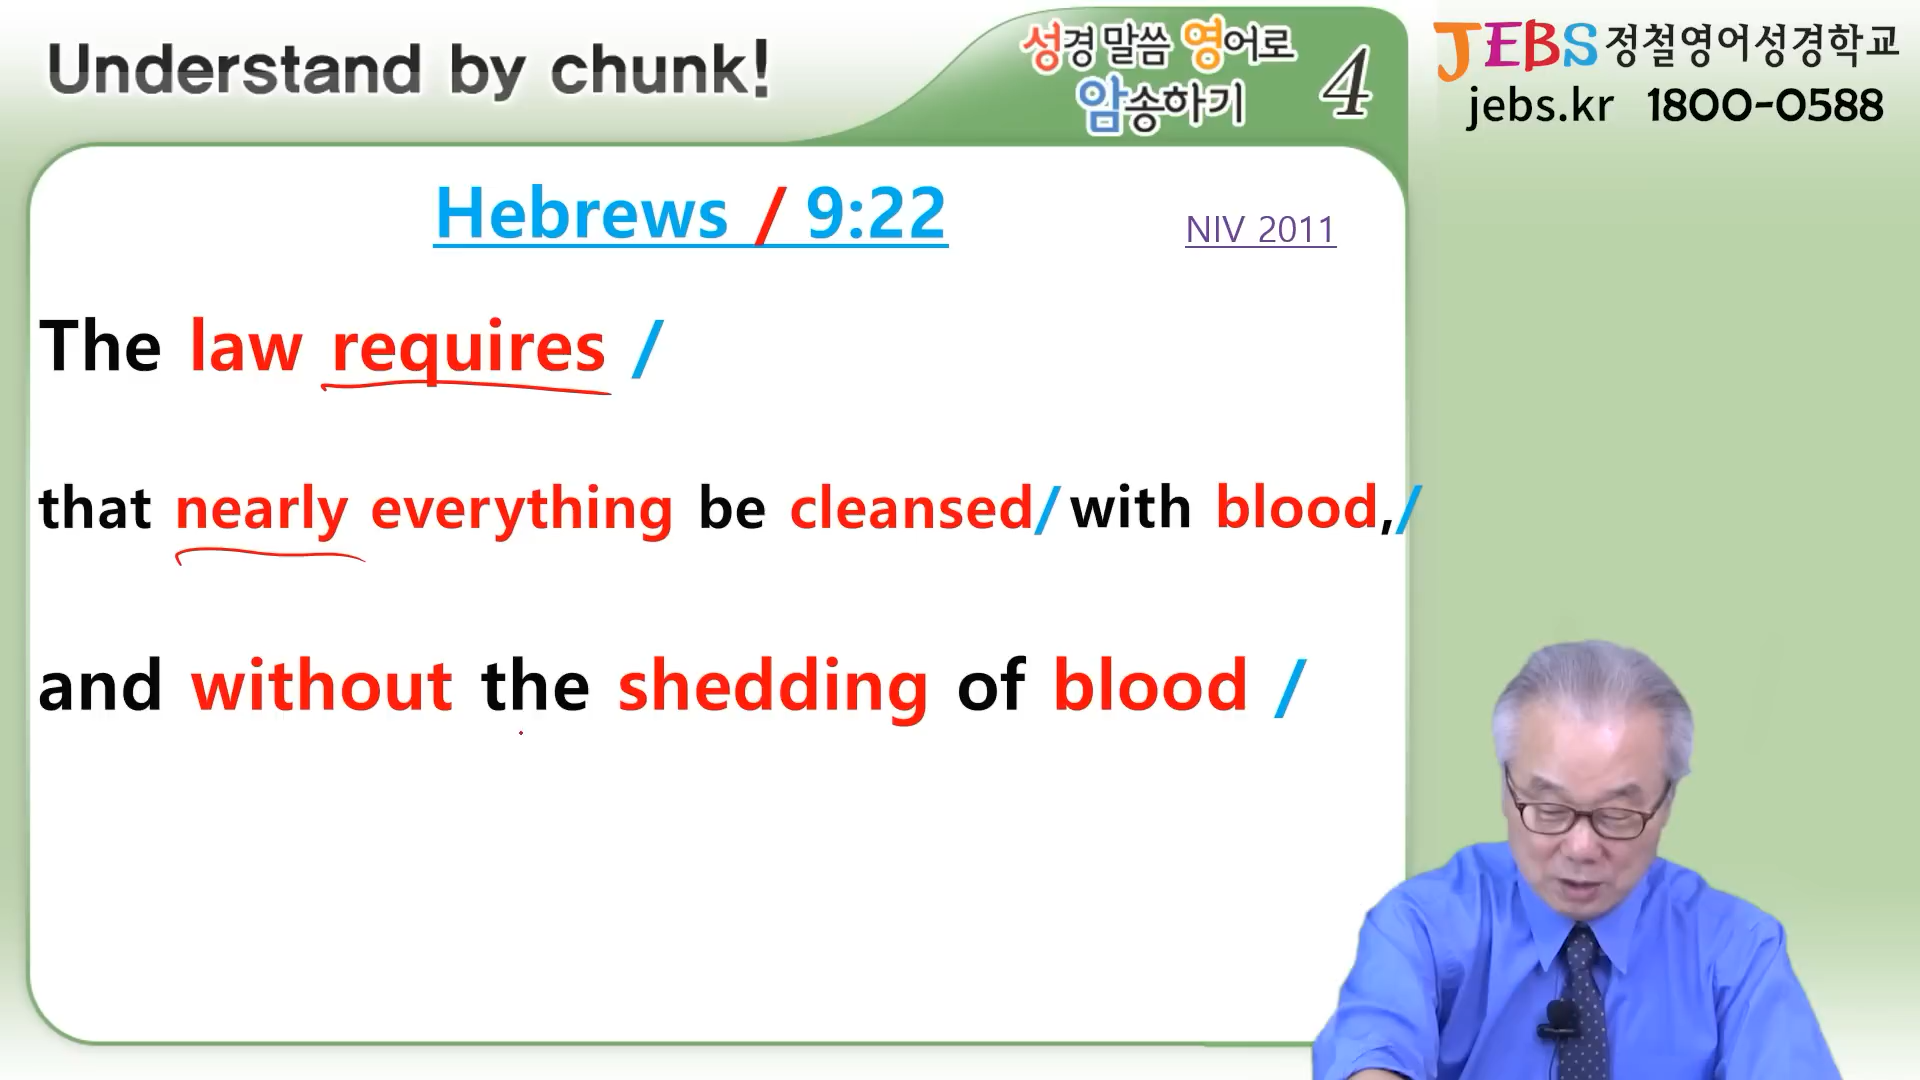 Understand by chunk!
성경 말씀 영어로
암송하기
4
JEBS 정철영어성경학교
jebs.kr 1800-0588
Hebrews / 9:22
NIV 2011
The law requires /
that nearly everything be cleansed/ with blood,/
and without the shedding of blood /